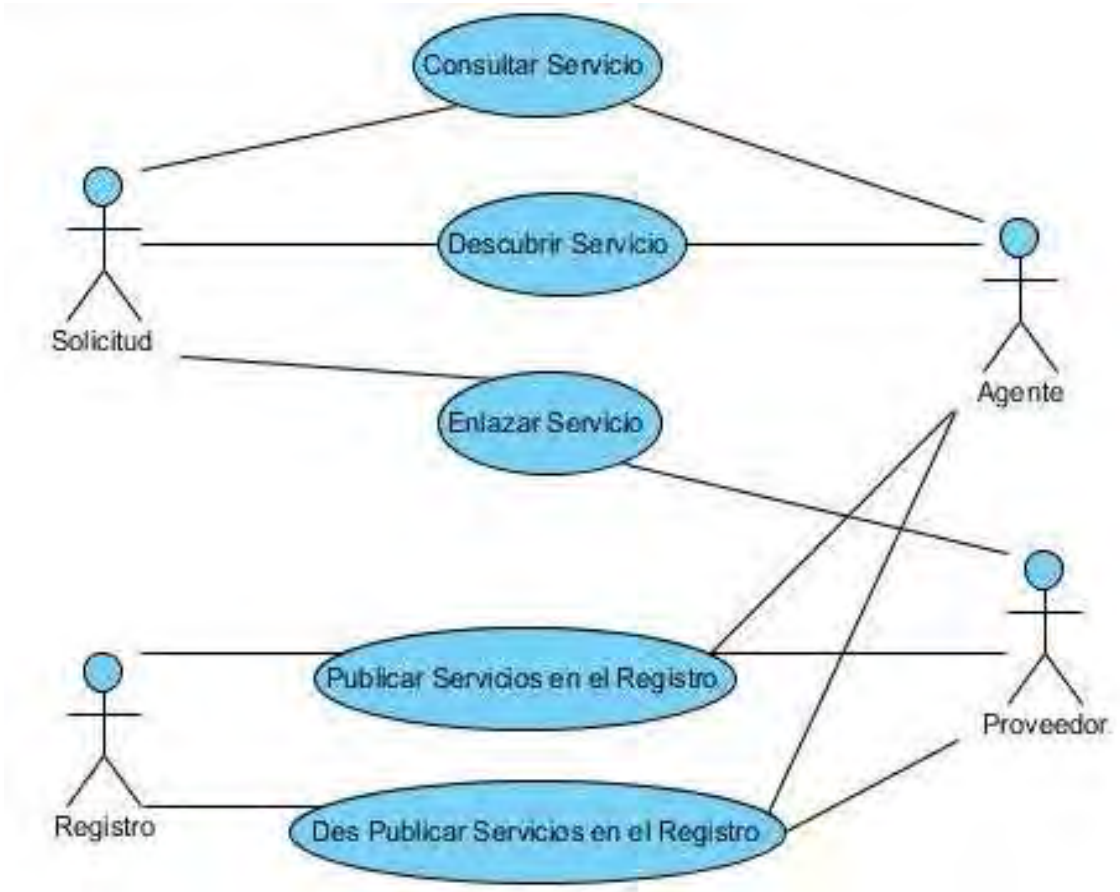 Consultar Servicio
Descubrir Servicio
Solicitud
Agente
Enlazar Servicio
Publicar Servicios en el Registro
Proveedor
Registro
Des Publicar Servicios en el Registro